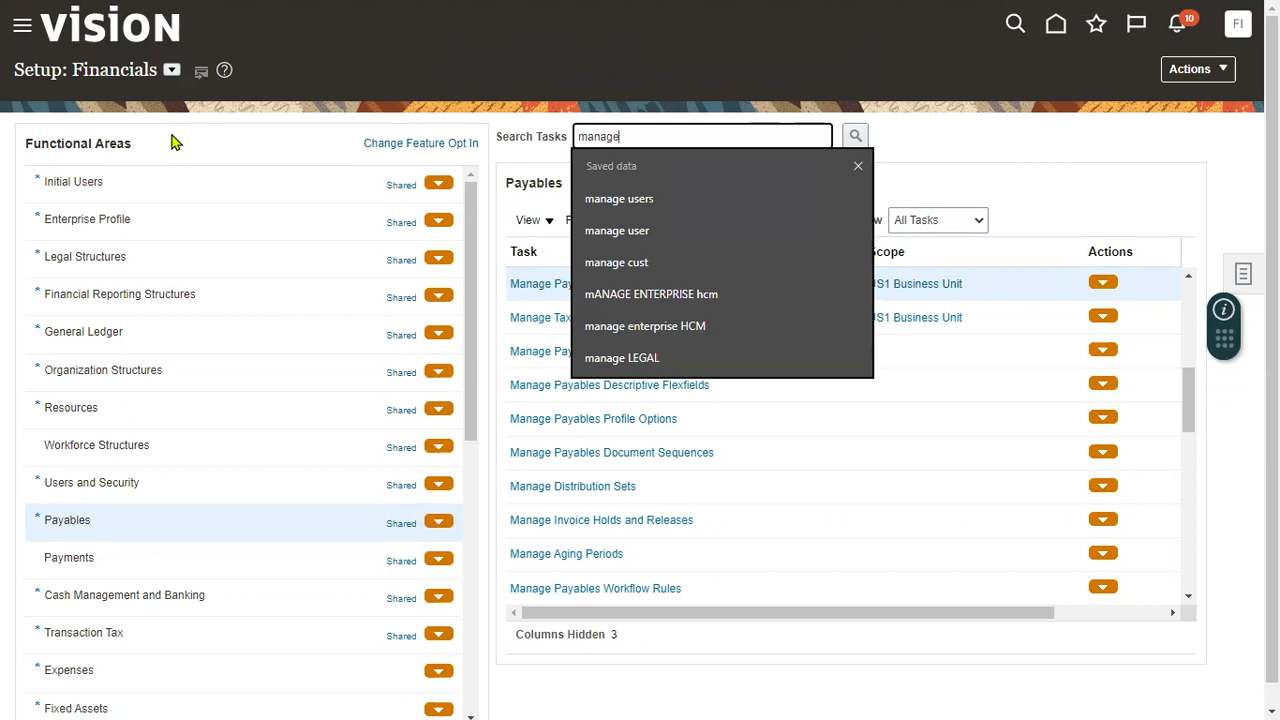 vision
10
FI
Setup: Financials
Actions
Functional Areas
Change Feature Opt In
* Initial Users Shared
* Enterprise Profile Shared
* Legal Structures Shared
* Financial Reporting Structures Shared
* General Ledger Shared
* Organization Structures Shared
* Resources Shared
Workforce Structures Shared
* Users and Security Shared
* Payables Shared
Payments Shared
* Cash Management and Banking Shared
* Transaction Tax Shared
* Expenses
* Fixed Assets
Search Tasks manage
Saved data
manage users
manage user
manage cust
mANAGE ENTERPRISE hcm
manage enterprise HCM
manage LEGAL
Payables
View F w All Tasks
Task Scope Actions
Manage Pay US1 Business Unit
Manage Tax US1 Business Unit
Manage Pay
Manage Payables Descriptive Flexfields
Manage Payables Profile Options
Manage Payables Document Sequences
Manage Distribution Sets
Manage Invoice Holds and Releases
Manage Aging Periods
Manage Payables Workflow Rules
Columns Hidden 3